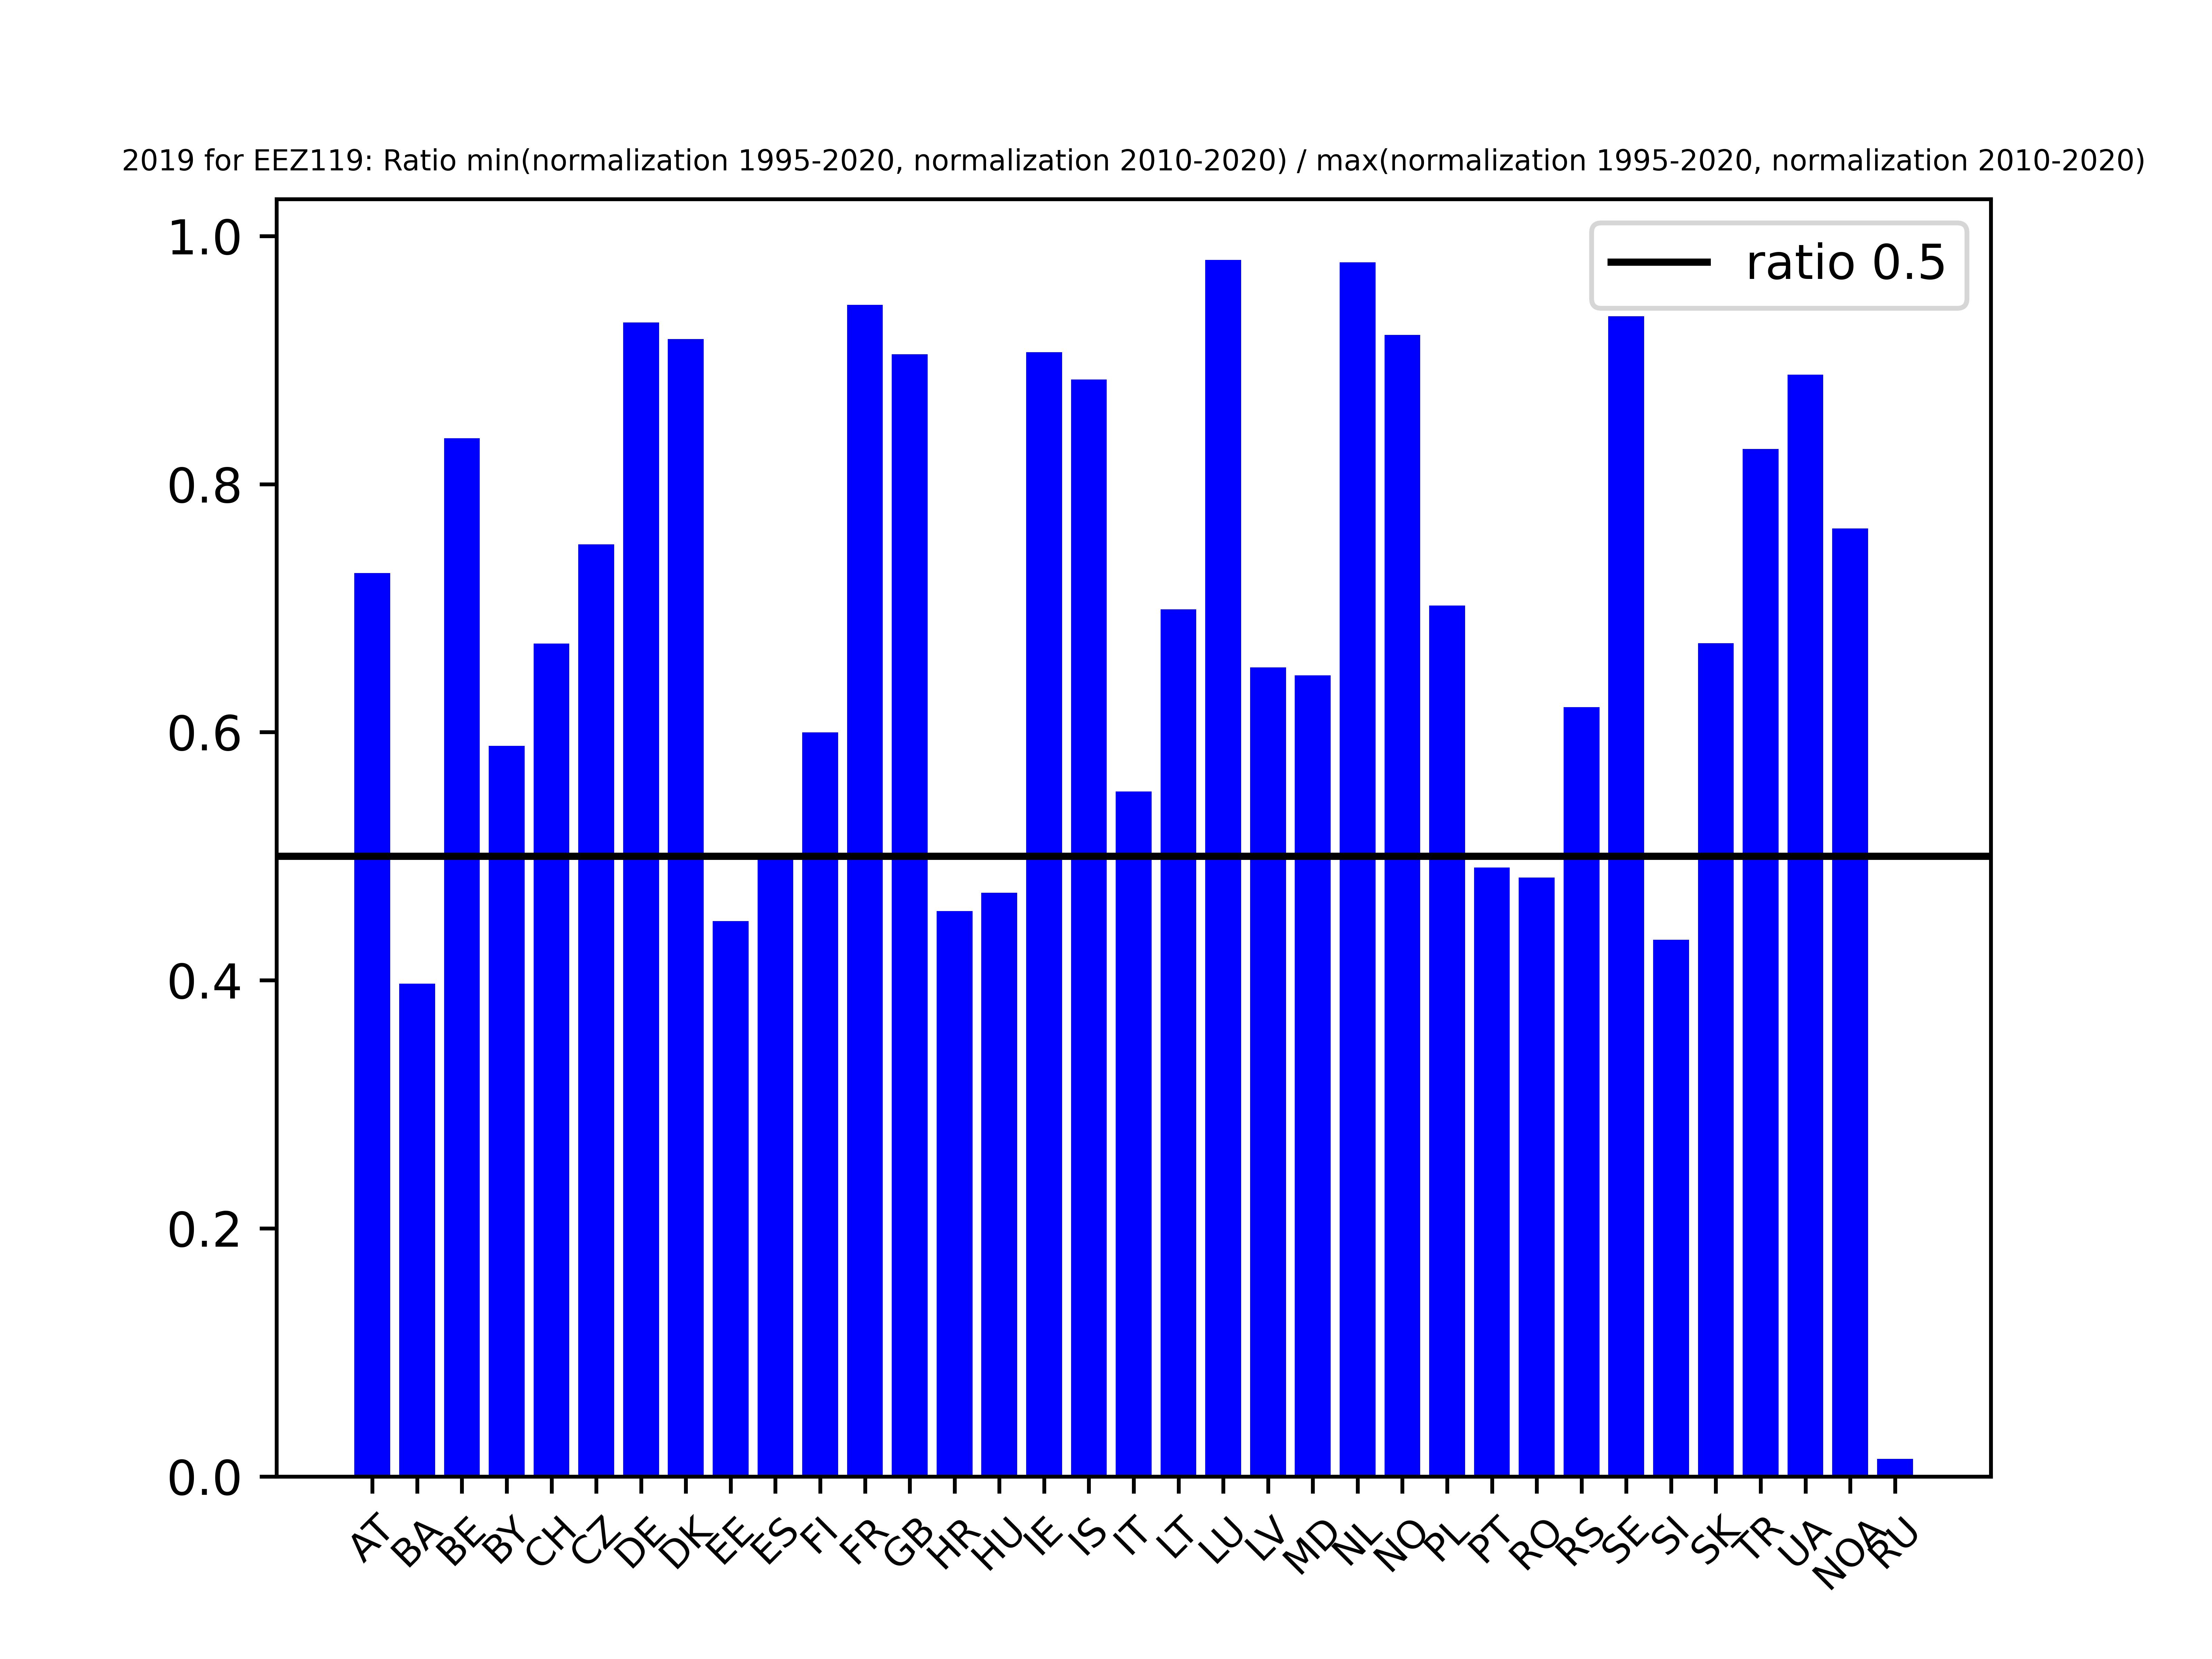 2019 for EEZ119: Ratio min(normalization 1995-2020, normalization 2010-2020) / max(normalization 1995-2020, normalization 2010-2020)
ratio 0.5
1.0
0.8
0.6
0.4
0.2
0.0
AT BA BE BY CH CZ DE DK EE ES FI FR GB HR HU IE IS IT LT LU LV MD NL NO PL PT RO RS SE SI SK TR UA NOA RU